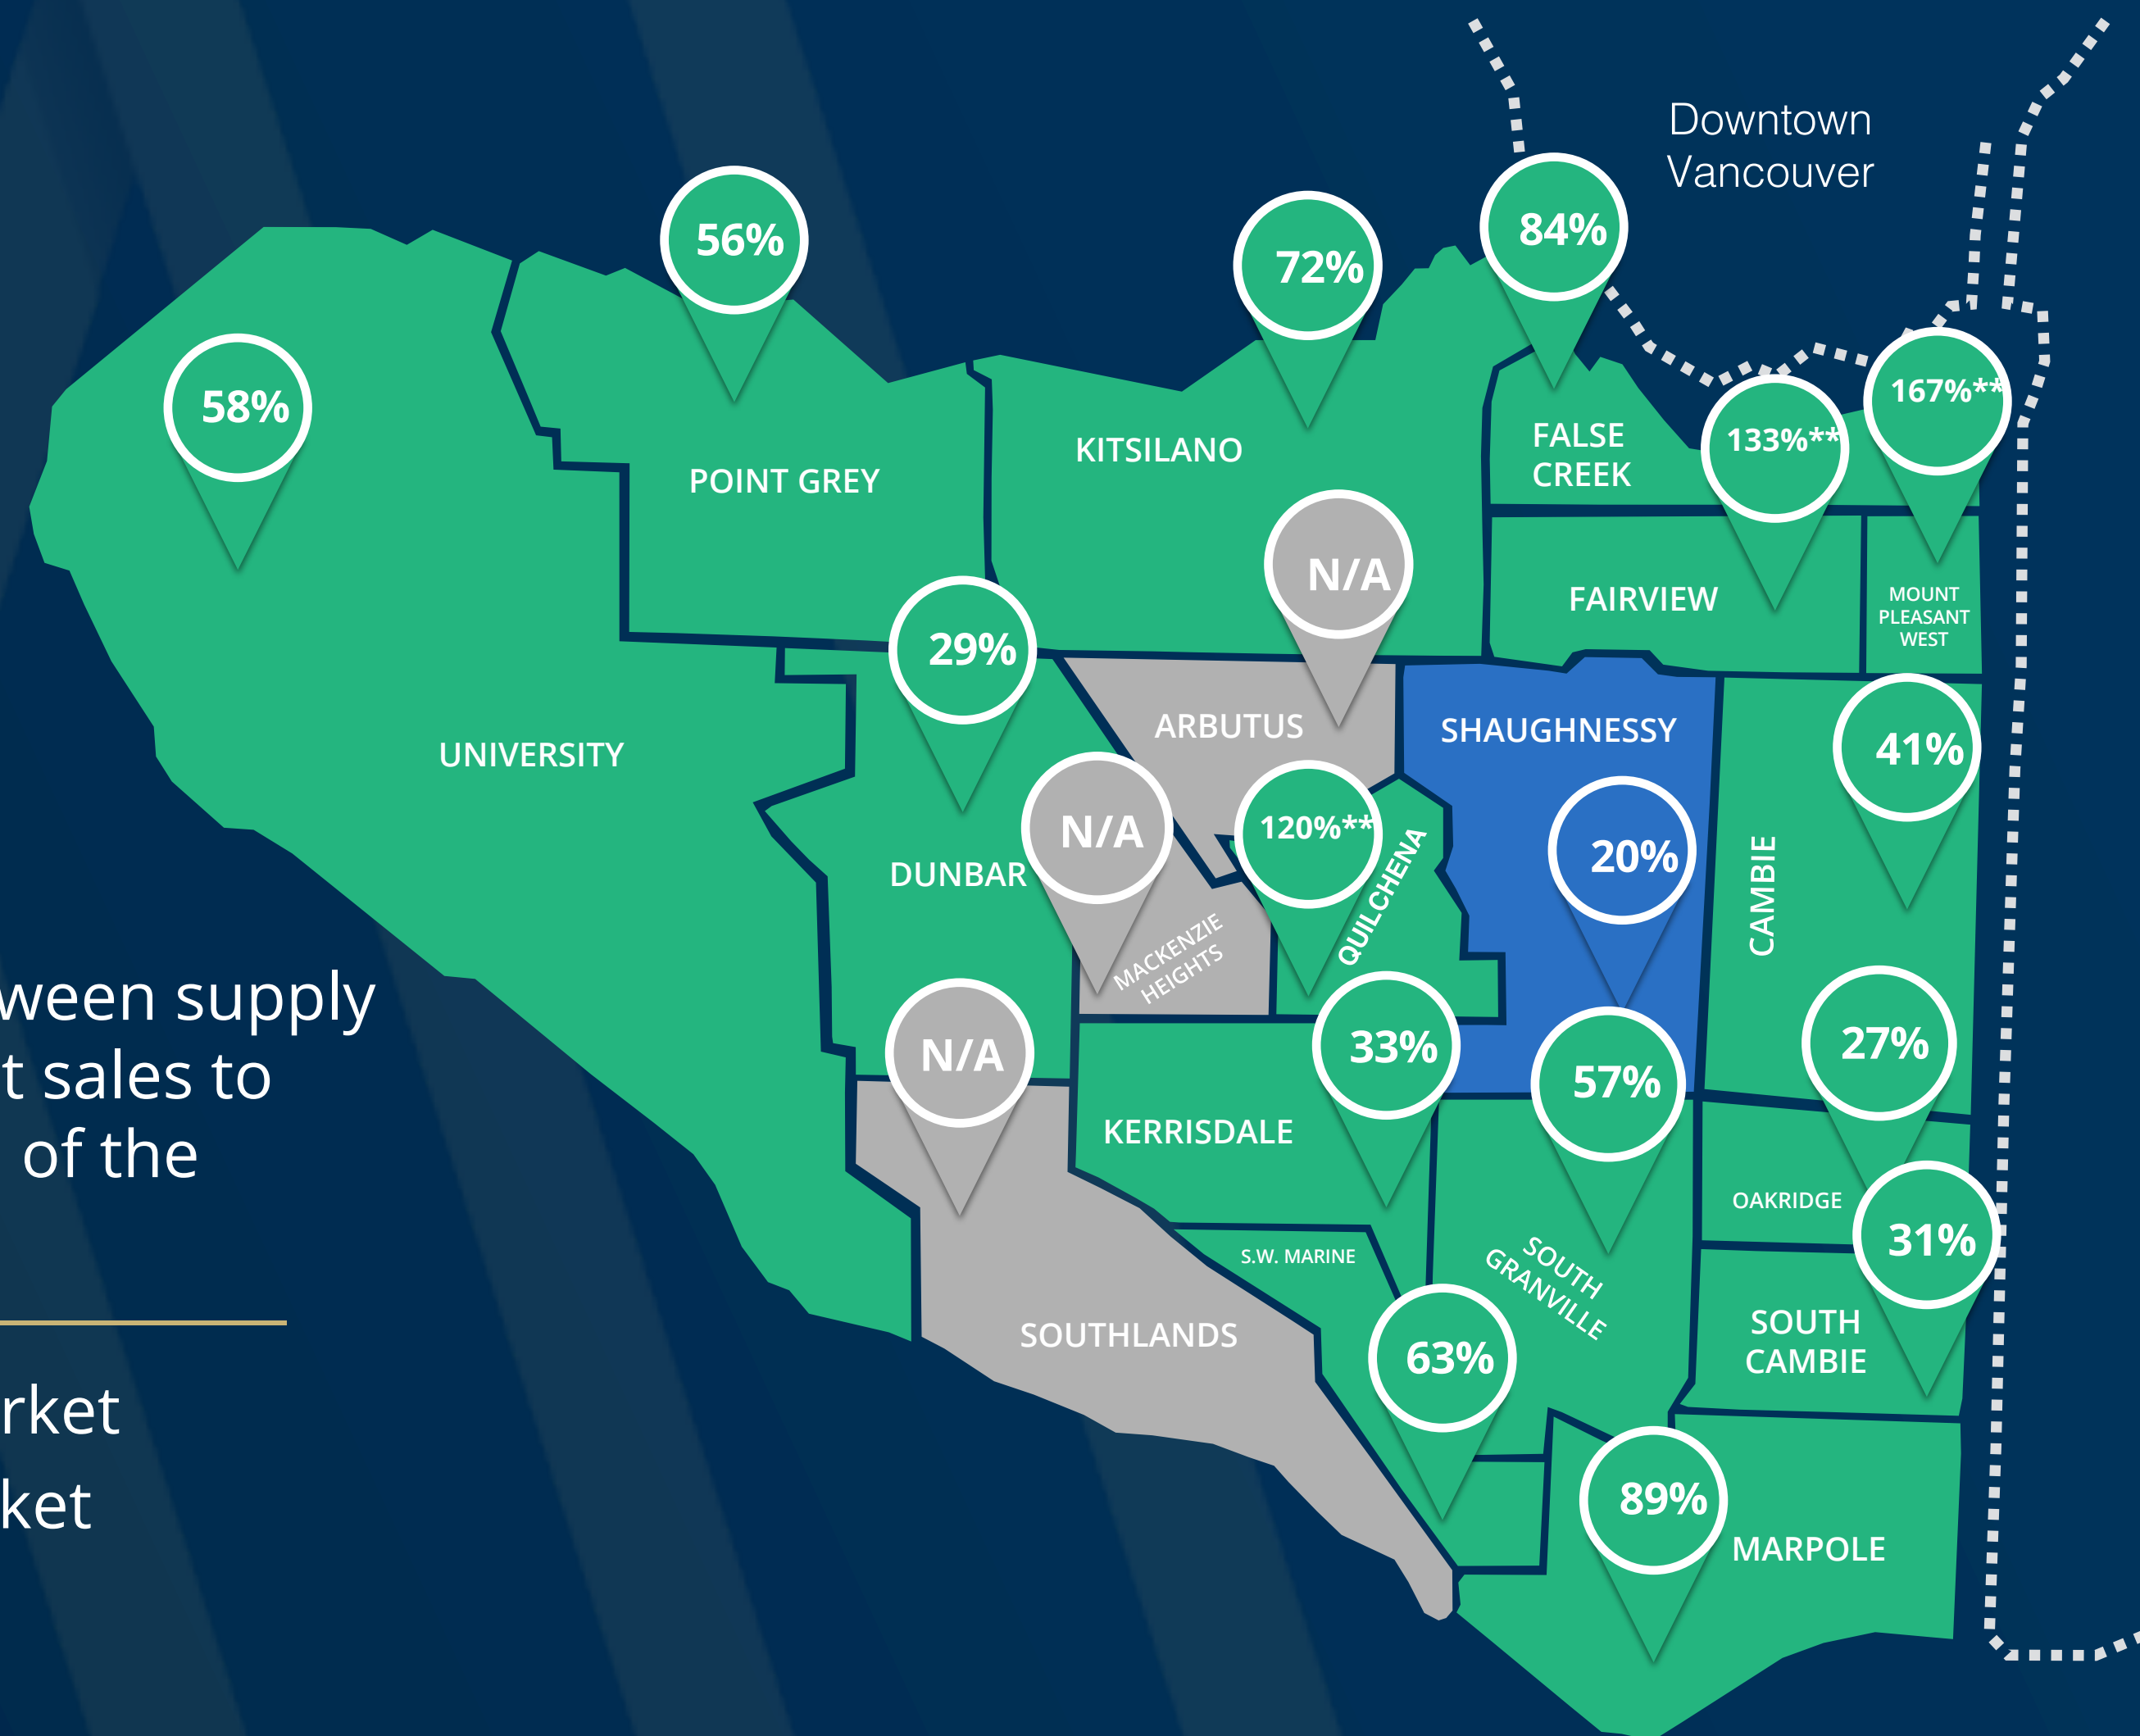 Downtown
Vancouver
56%
72%
84%
58%
167%**
133%**
POINT GREY
KITSILANO
FALSE
CREEK
N/A
FAIRVIEW
MOUNT
PLEASANT
WEST
29%
UNIVERSITY
ARBUTUS
SHAUGHNESSY
41%
N/A
120%**
20%
DUNBAR
QUILCHENA
CAMBIE
MACKENZIE
HEIGHTS
ween supply
t sales to
of the
N/A
33%
57%
27%
KERRISDALE
OAKRIDGE
S.W. MARINE
SOUTH
GRANVILLE
31%
SOUTHLANDS
63%
SOUTH
CAMBIE
rket
ket
89%
MARPOLE